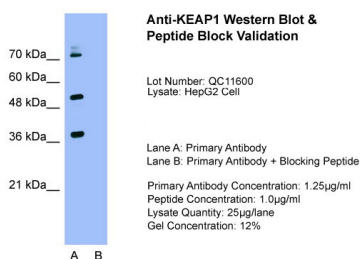 Anti-KEAP1 Western Blot &
Peptide Block Validation
70 kDa__
60 kDa__
48 kDa__
36 kDa__
21 kDa__
A B
Lot Number: QC11600
Lysate: HepG2 Cell
Lane A: Primary Antibody
Lane B: Primary Antibody + Blocking Peptide
Primary Antibody Concentration: 1.25µg/ml
Peptide Concentration: 1.0µg/ml
Lysate Quantity: 25µg/lane
Gel Concentration: 12%